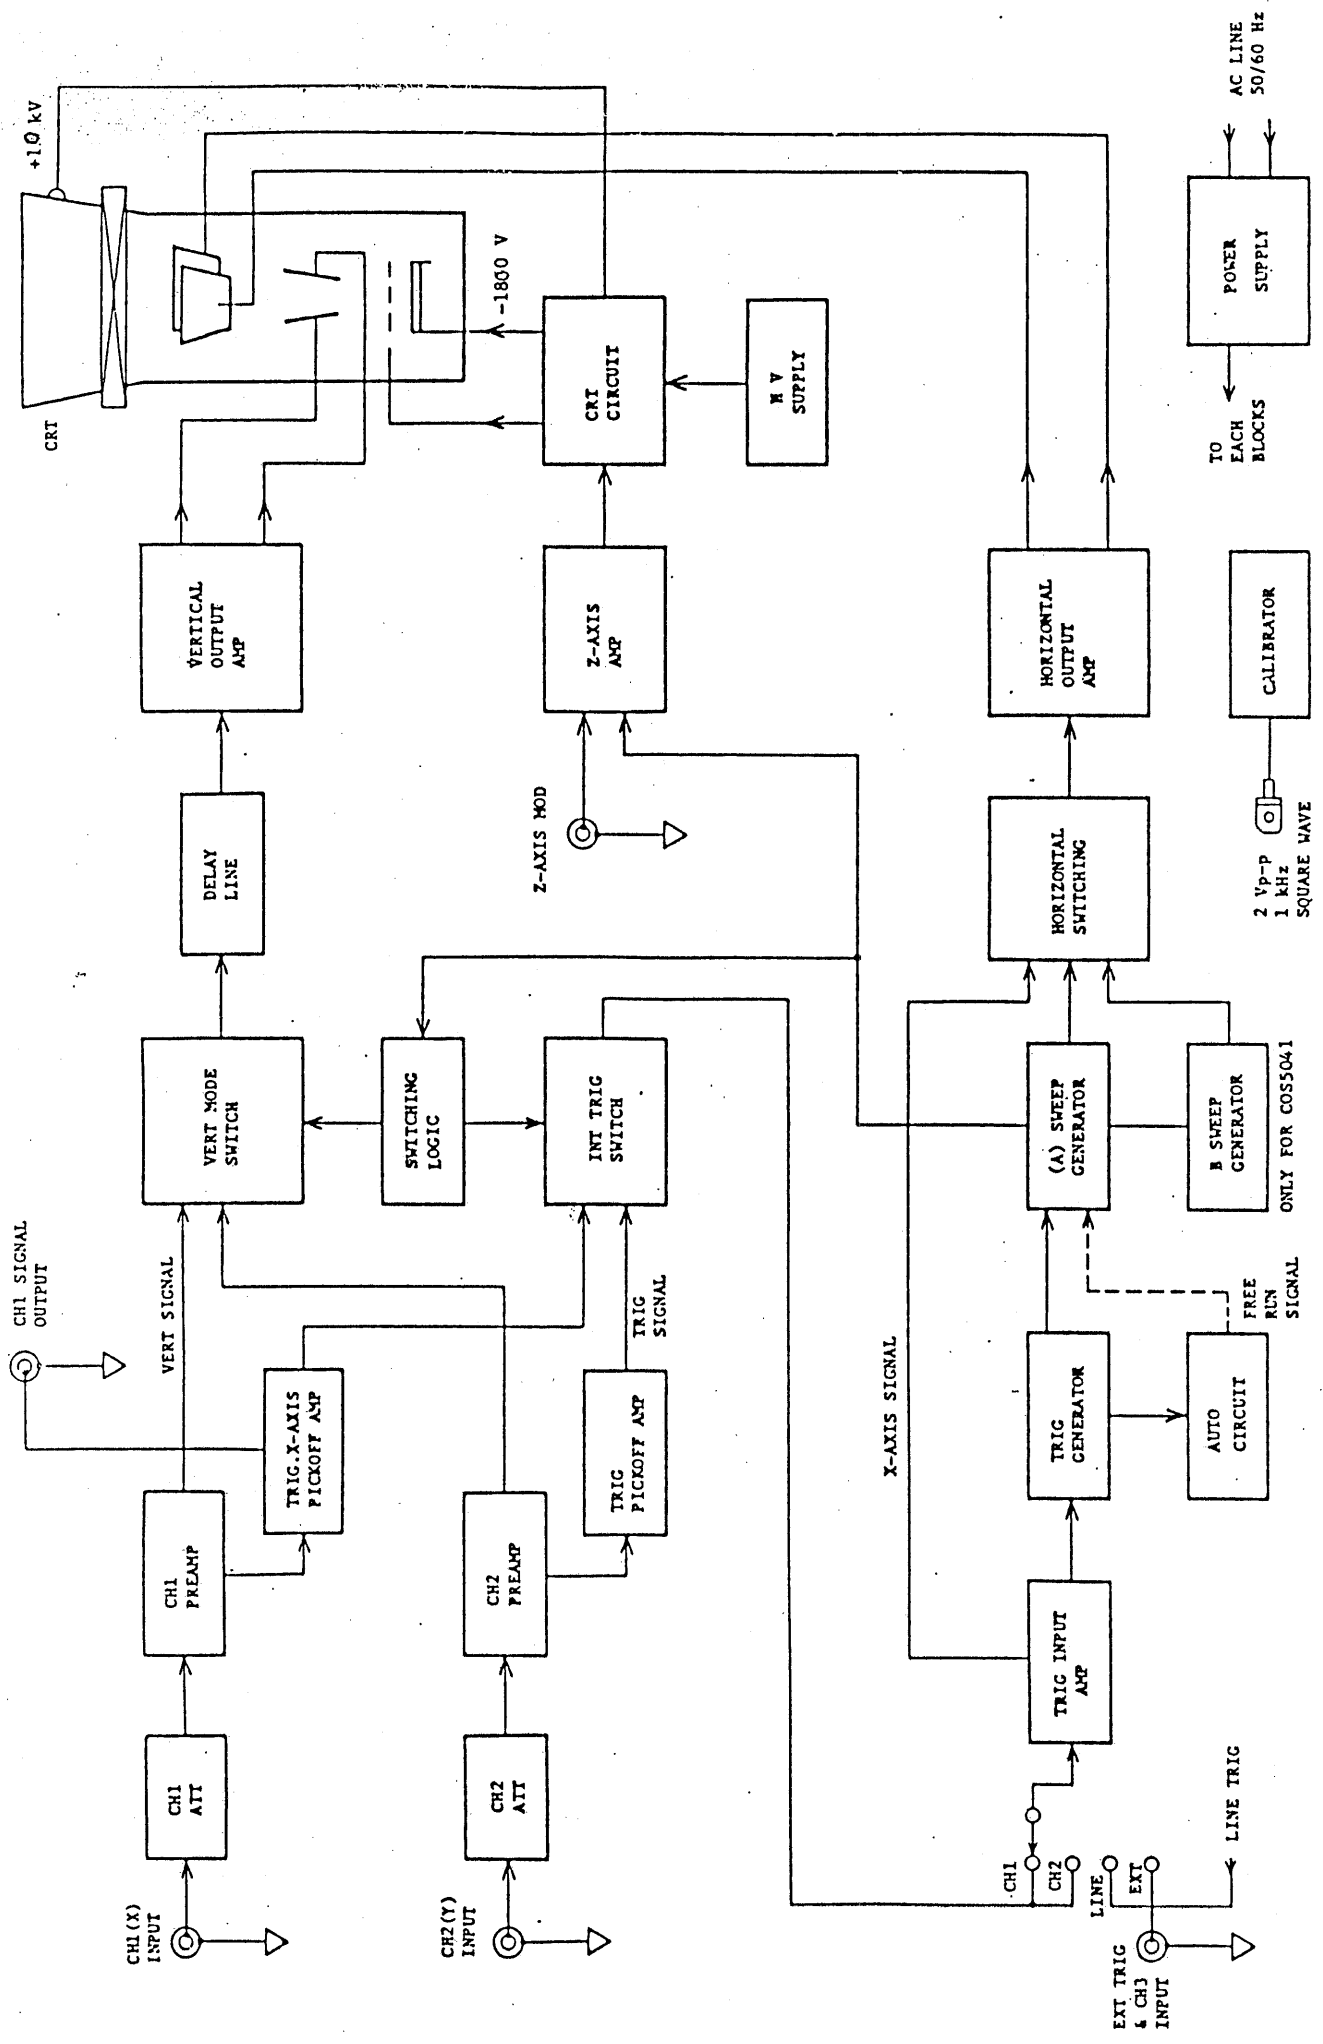 CH1 SIGNAL
OUTPUT
CRT
+10 kV
CH1(X)
INPUT
CH1
ATT
CH1
PREAMP
VERT SIGNAL
VERT MODE
SWITCH
DELAY
LINE
VERTICAL
OUTPUT
AMP
TRIG.X-AXIS
PICKOFF AMP
SWITCHING
LOGIC
-1800 V
CH2(Y)
INPUT
CH2
ATT
CH2
PREAMP
TRIG
PICKOFF AMP
TRIG
SIGNAL
INT TRIG
SWITCH
Z-AXIS MOD
Z-AXIS
AMP
CRT
CIRCUIT
SUPPLY
X-AXIS SIGNAL
CH1
CH2
LINE
EXT
TRIG INPUT
AMP
TRIG
GENERATOR
(A) SWEEP
GENERATOR
HORIZONTAL
SWITCHING
HORIZONTAL
OUTPUT
AMP
EXT TRIG
& CH3
INPUT
LINE TRIG
AUTO
CIRCUIT
FREE
RUN
SIGNAL
B SWEEP
GENERATOR
ONLY FOR COS5041
2 Vp-p
1 kHz
SQUARE WAVE
CALIBRATOR
TO
EACH
BLOCKS
POWER
SUPPLY
AC LINE
50/60 Hz